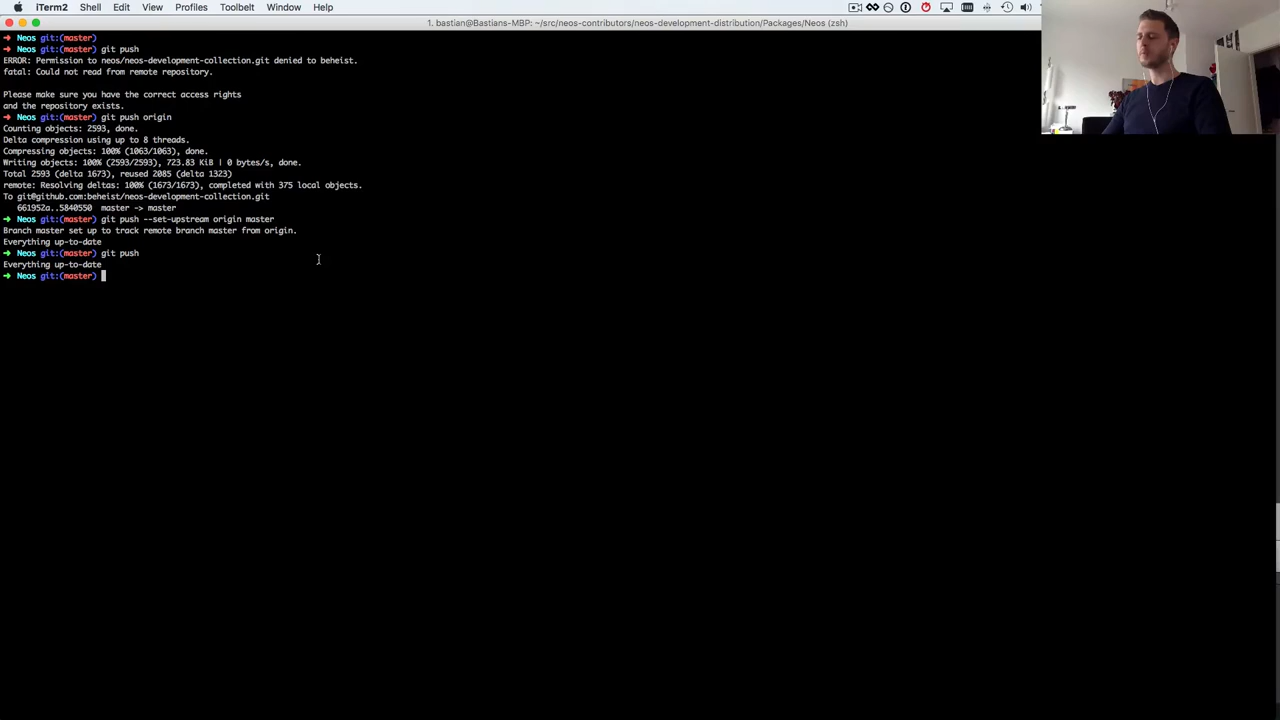 iTerm2 Shell Edit View Profiles Toolbelt Window Help
1. bastian@Bastians-MBP: ~/src/neos-contributors/neos-development-distribution/Packages/Neos (zsh)
➜ Neos git:(master)
➜ Neos git:(master) git push
ERROR: Permission to neos/neos-development-collection.git denied to beheist.
fatal: Could not read from remote repository.
Please make sure you have the correct access rights
and the repository exists.
➜ Neos git:(master) git push origin
Counting objects: 2593, done.
Delta compression using up to 8 threads.
Compressing objects: 100% (1063/1063), done.
Writing objects: 100% (2593/2593), 723.83 KiB | 0 bytes/s, done.
Total 2593 (delta 1673), reused 2085 (delta 1323)
remote: Resolving deltas: 100% (1673/1673), completed with 375 local objects.
To git@github.com:beheist/neos-development-collection.git
661952a..5840550 master -> master
➜ Neos git:(master) git push --set-upstream origin master
Branch master set up to track remote branch master from origin.
Everything up-to-date
➜ Neos git:(master) git push
Everything up-to-date
➜ Neos git:(master)